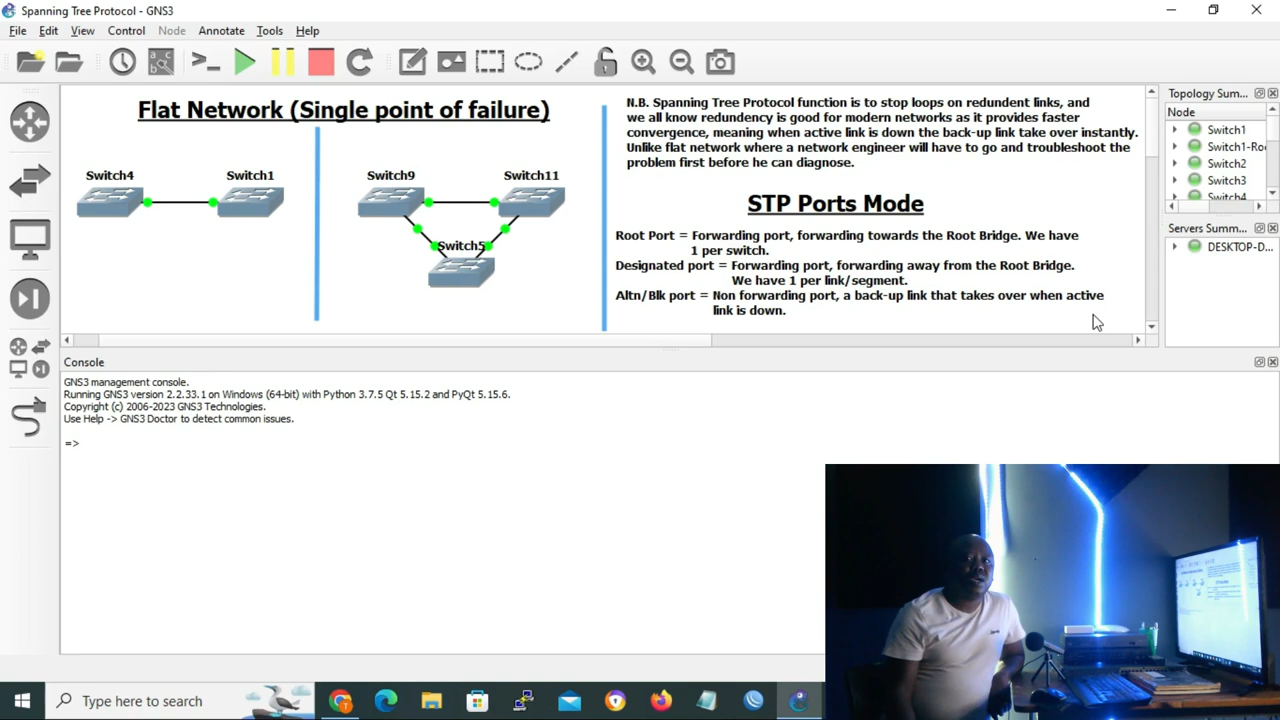 Spanning Tree Protocol - GNS3
File Edit View Control Node Annotate Tools Help
Flat Network (Single point of failure)
Switch4
Switch1
Switch9
Switch11
Switch5
N.B. Spanning Tree Protocol function is to stop loops on redundent links, and
we all know redundency is good for modern networks as it provides faster
convergence, meaning when active link is down the back-up link take over instantly.
Unlike flat network where a network engineer will have to go and troubleshoot the
problem first before he can diagnose.
STP Ports Mode
Root Port = Forwarding port, forwarding towards the Root Bridge. We have
1 per switch.
Designated port = Forwarding port, forwarding away from the Root Bridge.
We have 1 per link/segment.
Altn/Blk port = Non forwarding port, a back-up link that takes over when active
link is down.
Topology Sum...
Node
Switch1
Switch1-Roo
Switch2
Switch3
Switch4
Servers Summ...
DESKTOP-D...
Console
GNS3 management console.
Running GNS3 version 2.2.33.1 on Windows (64-bit) with Python 3.7.5 Qt 5.15.2 and PyQt 5.15.6.
Copyright (c) 2006-2023 GNS3 Technologies.
Use Help -> GNS3 Doctor to detect common issues.
=>
Type here to search